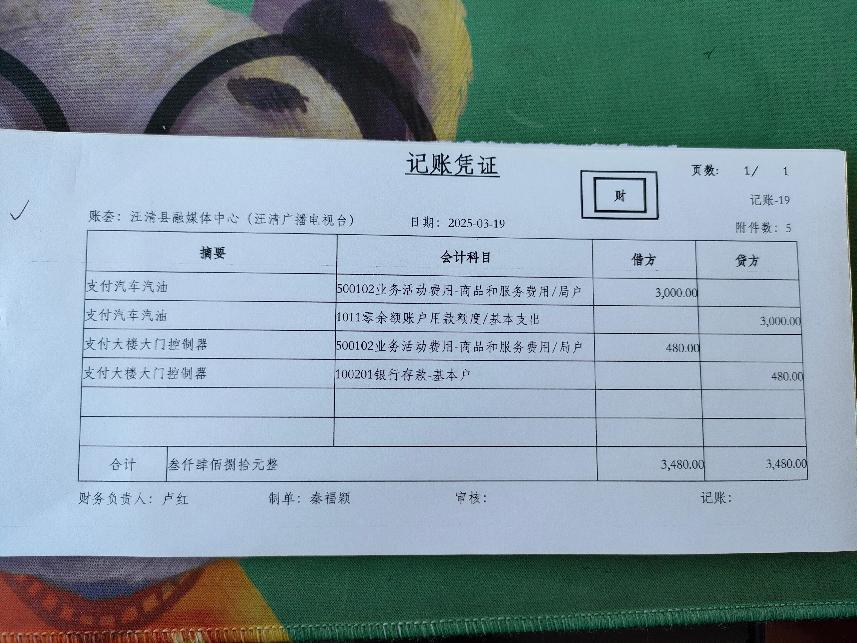 记账凭证
财
页数: 1/ 1
记账-19
账套: 汪清县融媒体中心(汪清广播电视台) 日期: 2025-03-19 附件数: 5
摘要 会计科目 借方 贷方
支付汽车汽油 500102业务活动费用-商品和服务费用/局户 3,000.00
支付汽车汽油 1011零余额账户用款额度/基本支出 3,000.00
支付大楼大门控制器 500102业务活动费用-商品和服务费用/局户 480.00
支付大楼大门控制器 100201银行存款-基本户 480.00
合计 叁仟肆佰捌拾元整 3,480.00 3,480.00
财务负责人: 卢红 制单: 秦福颖 审核: 记账: